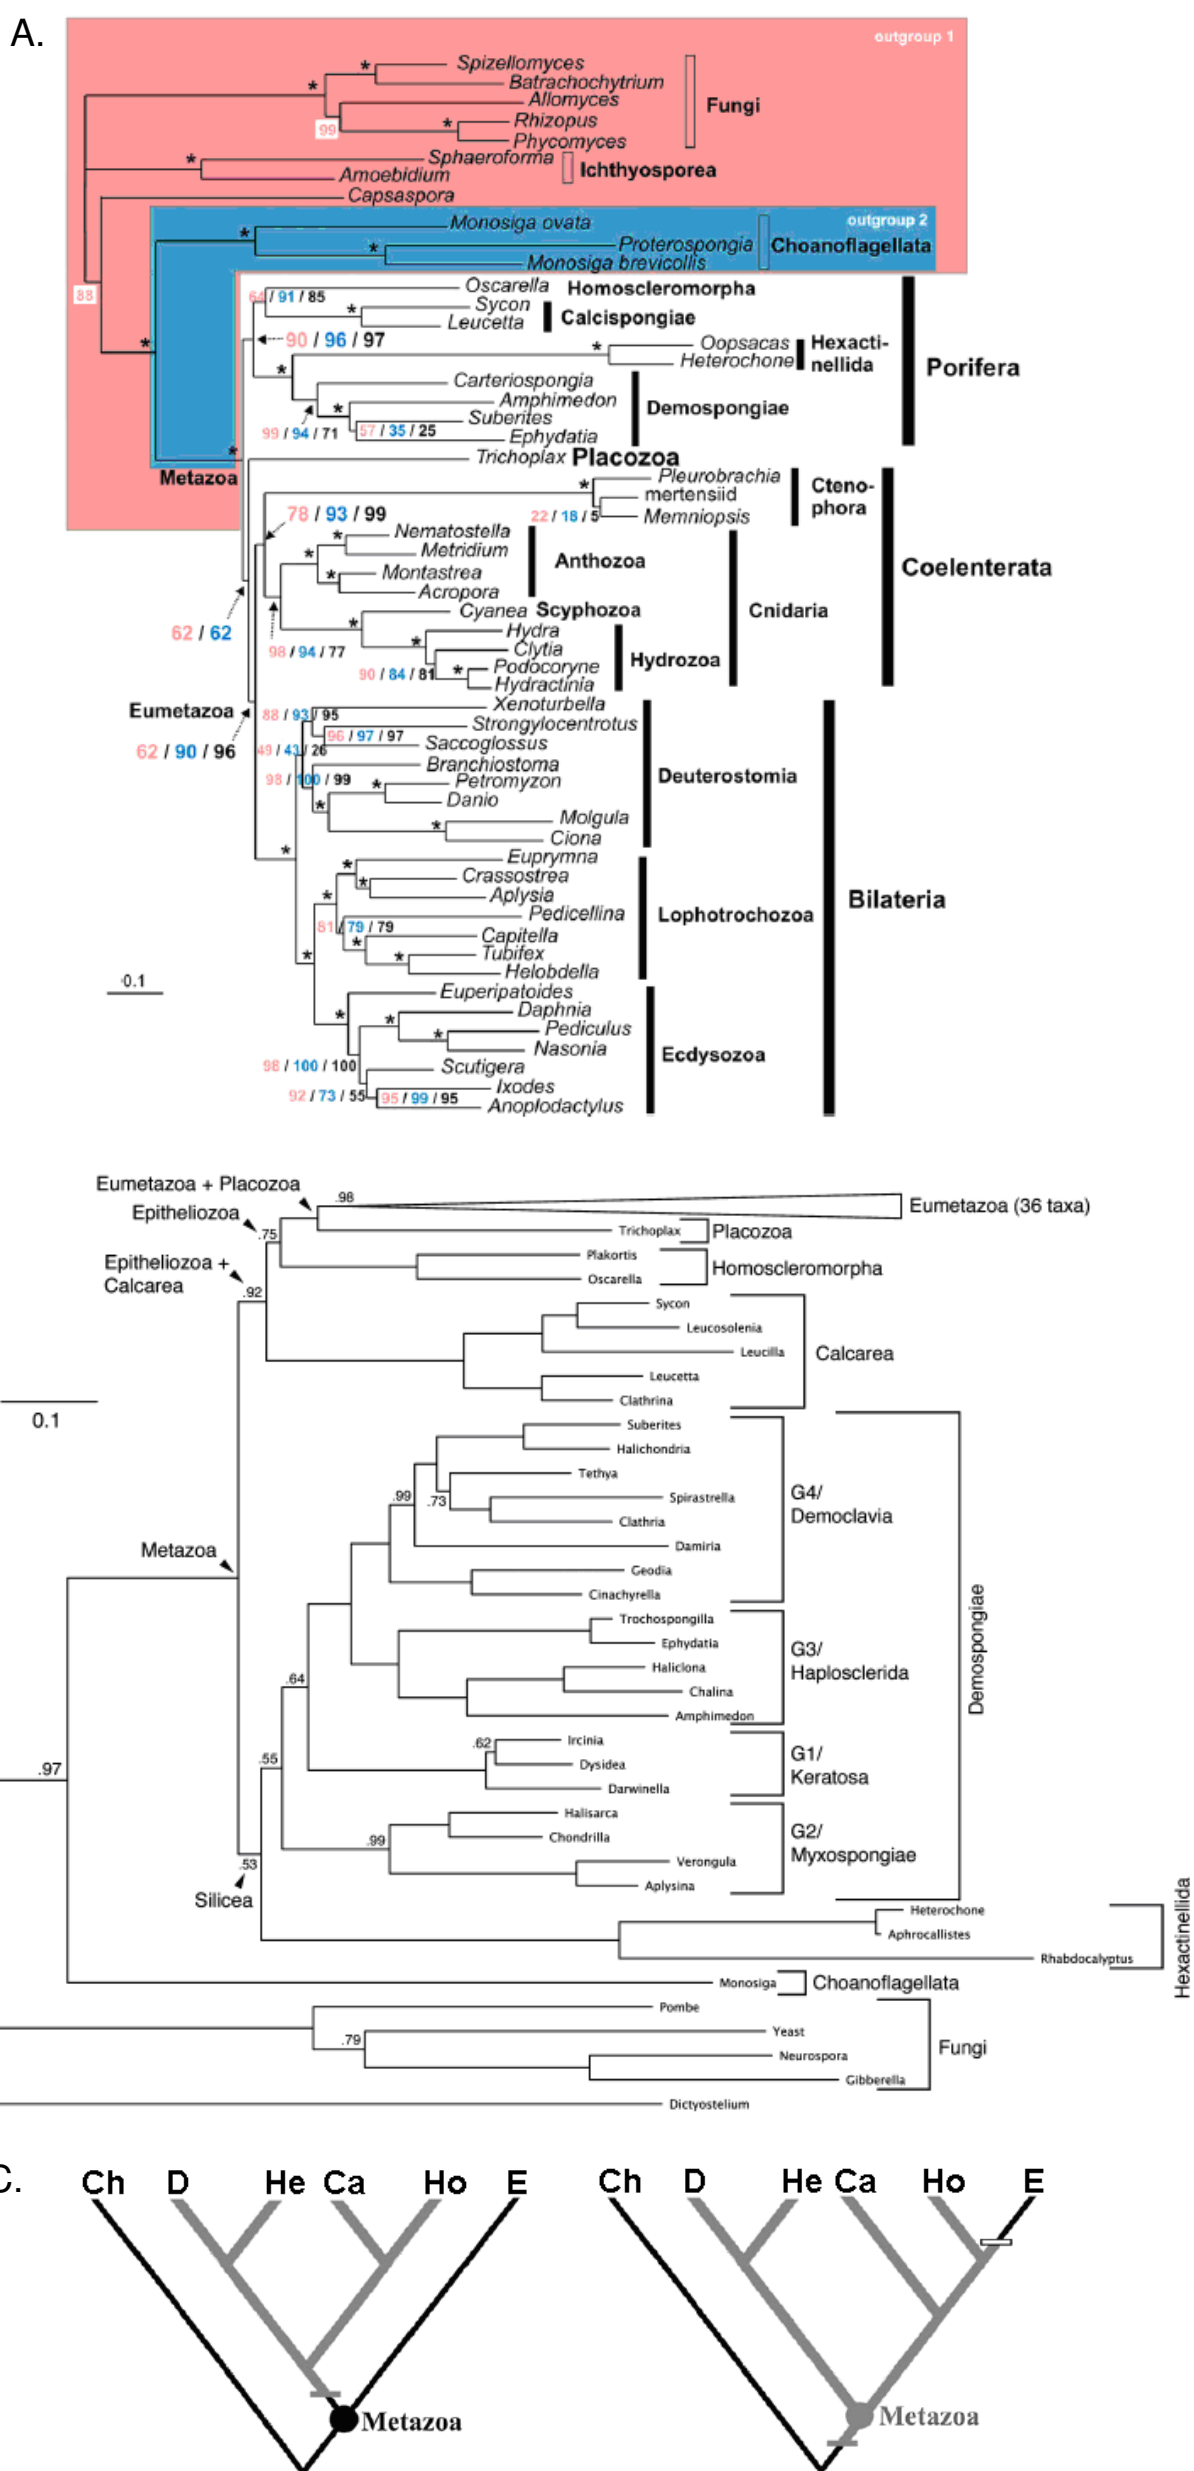 A.
outgroup 1
Spizellomyces
Batrachochytrium
Allomyces
Fungi
Rhizopus
99
Phycomyces
Sphaeroforma
Ichthyosporea
Amoebidium
Capsaspora
Monosiga ovata
outgroup 2
Proterospongia
Choanoflagellata
Monosiga brevicollis
88
Oscarella
Homoscleromorpha
64 / 91 / 85
Sycon
Calcispongiae
Leucetta
90 / 96 / 97
Oopsacas
Hexacti-
Heterochone
nellida
Porifera
Carteriospongia
Amphimedon
Demospongiae
Suberites
99 / 94 / 71
57 / 35 / 25
Ephydatia
Trichoplax
Placozoa
Metazoa
Pleurobrachia
Cteno-
mertensiid
phora
22 / 18 / 5
Memniopsis
78 / 93 / 99
Nematostella
Metridium
Anthozoa
Coelenterata
Montastrea
Acropora
Cyanea
Scyphozoa
Cnidaria
62 / 62
Hydra
98 / 94 / 77
Clytia
Hydrozoa
90 / 84 / 81
Podocoryne
Hydractinia
Eumetazoa
88 / 93 / 95
Xenoturbella
Strongylocentrotus
96 / 97 / 97
62 / 90 / 96
49 / 43 / 26
Saccoglossus
Branchiostoma
Deuterostomia
98 / 100 / 99
Petromyzon
Danio
Molgula
Ciona
Euprymna
Crassostrea
Aplysia
Bilateria
Pedicellina
Lophotrochozoa
81 / 79 / 79
Capitella
Tubifex
Helobdella
0.1
Euperipatoides
Daphnia
Pediculus
Nasonia
Ecdysozoa
98 / 100 / 100
Scutigera
92 / 73 / 55
95 / 99 / 95
Ixodes
Anoplodactylus
Eumetazoa + Placozoa
.98
Eumetazoa (36 taxa)
Epitheliozoa
.75
Trichoplax
Placozoa
Plakortis
Epitheliozoa +
Calcarea
Homoscleromorpha
Oscarella
.92
Sycon
Leucosolenia
Leucilla
Calcarea
Leucetta
Clathrina
0.1
Suberites
Halichondria
Tethya
.99
.73
Spirastrella
G4/
Democlavia
Clathria
Damiria
Metazoa
Geodia
Cinachyrella
Demospongiae
Trochospongilla
Ephydatia
G3/
Haplosclerida
Haliclona
.64
Chalina
Amphimedon
.62
Ircinia
.55
Dysidea
G1/
Keratosa
.97
Darwinella
Halisarca
.99
Chondrilla
G2/
Myxospongiae
.53
Verongula
Silicea
Aplysina
Heterochone
Aphrocallistes
Hexactinellida
Rhabdocalyptus
Monosiga
Choanoflagellata
Pombe
.79
Yeast
Fungi
Neurospora
Gibberella
Dictyostelium
C.
Ch D He Ca Ho E
Ch D He Ca Ho E
Metazoa
Metazoa